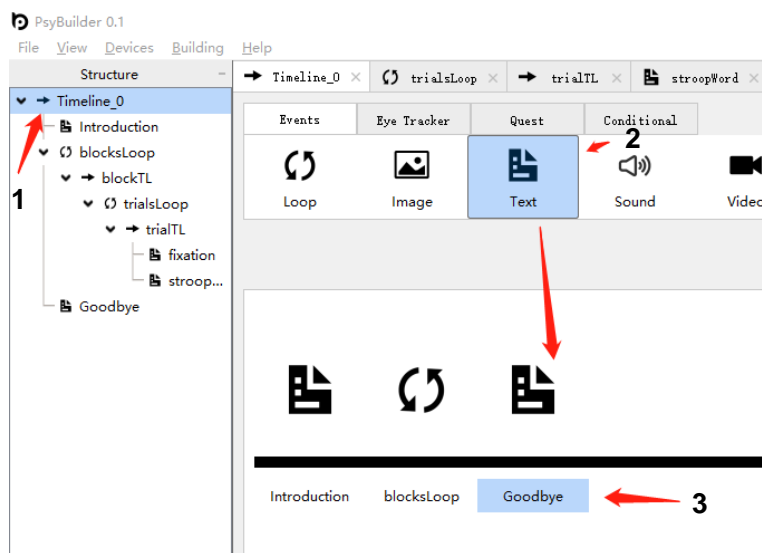 PsyBuilder 0.1
File View Devices Building Help
Structure
Timeline_0 trialsLoop trialTL stroopWord
Timeline_0
Introduction
blocksLoop
blockTL
trialsLoop
trialTL
fixation
stroop...
Goodbye
1
Events Eye Tracker Quest Conditional
2
Loop Image Text Sound Video
Introduction blocksLoop Goodbye
3